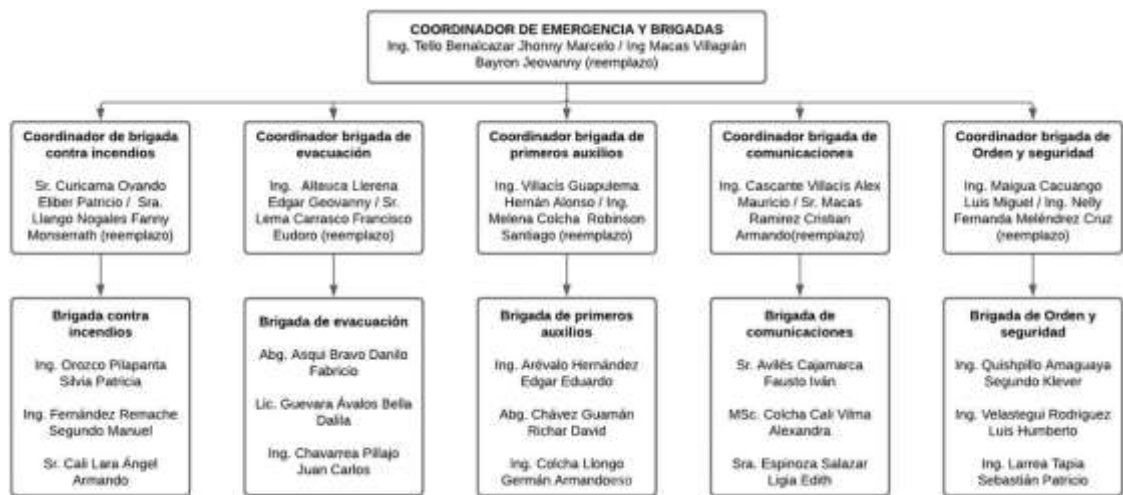 COORDINADOR DE EMERGENCIA Y BRIGADAS
Ing. Tello Benalcazar Jhonny Marcelo / Ing Macas Villagrán
Bayron Jeovanny (reemplazo)
Coordinador de brigada
contra incendios
Sr. Curicama Ovando
Eliber Patricio / Sra.
Llango Nogales Fanny
Monserrath (reemplazo)
Coordinador brigada de
evacuación
Ing. Allauca Llerena
Edgar Geovanny / Sr.
Lema Carrasco Francisco
Eudoro (reemplazo)
Coordinador brigada de
primeros auxilios
Ing. Villacís Guapulema
Hernán Alonso / Ing.
Melena Colcha Robinson
Santiago (reemplazo)
Coordinador brigada de
comunicaciones
Ing. Cascante Villacís Alex
Mauricio / Sr. Macas
Ramirez Cristian
Armando(reemplazo)
Coordinador brigada de
Orden y seguridad
Ing. Maigua Cacuango
Luis Miguel / Ing. Nelly
Fernanda Meléndrez Cruz
(reemplazo)
Brigada contra
incendios
Ing. Orozco Pilapanta
Silvia Patricia
Ing. Fernández Remache
Segundo Manuel
Sr. Cali Lara Ángel
Armando
Brigada de evacuación
Abg. Asqui Bravo Danilo
Fabricio
Lic. Guevara Ávalos Bella
Dalila
Ing. Chavarrea Pillajo
Juan Carlos
Brigada de primeros
auxilios
Ing. Arévalo Hernández
Edgar Eduardo
Abg. Chávez Guamán
Richar David
Ing. Colcha Llongo
Germán Armandoeso
Brigada de
comunicaciones
Sr. Avilés Cajamarca
Fausto Iván
MSc. Colcha Cali Vilma
Alexandra
Sra. Espinoza Salazar
Ligia Edith
Brigada de Orden y
seguridad
Ing. Quishpillo Amaguaya
Segundo Klever
Ing. Velastegui Rodriguez
Luis Humberto
Ing. Larrea Tapia
Sebastián Patricio